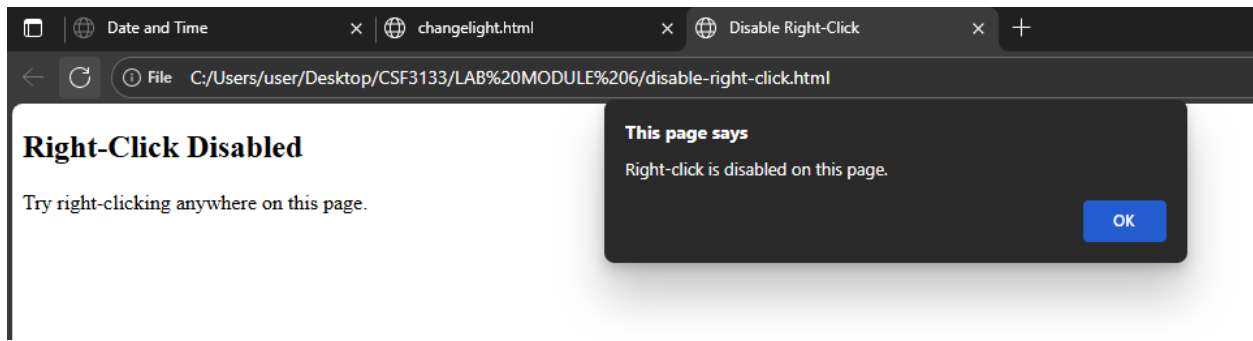 Date and Time
changelight.html
Disable Right-Click
File C:/Users/user/Desktop/CSF3133/LAB%20MODULE%206/disable-right-click.html
This page says
Right-click is disabled on this page.
OK
Right-Click Disabled
Try right-clicking anywhere on this page.